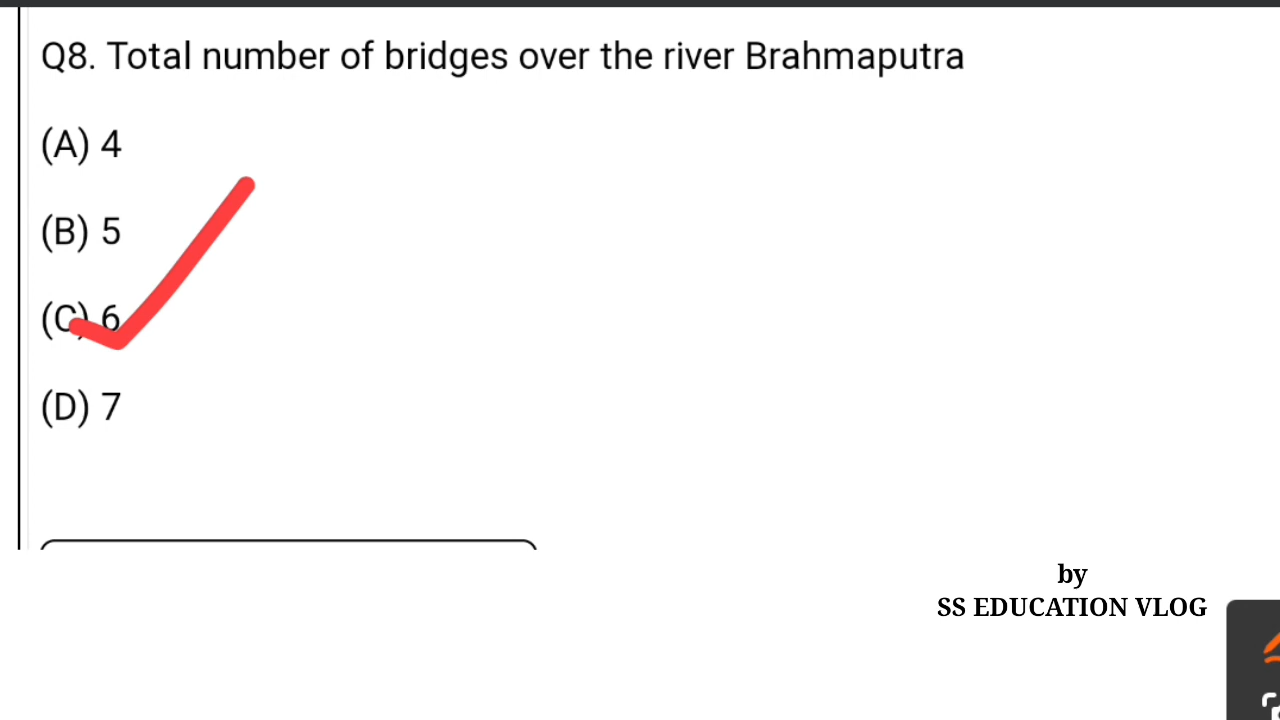 Q8. Total number of bridges over the river Brahmaputra
(A) 4
(B) 5
(C) 6
(D) 7
by
SS EDUCATION VLOG